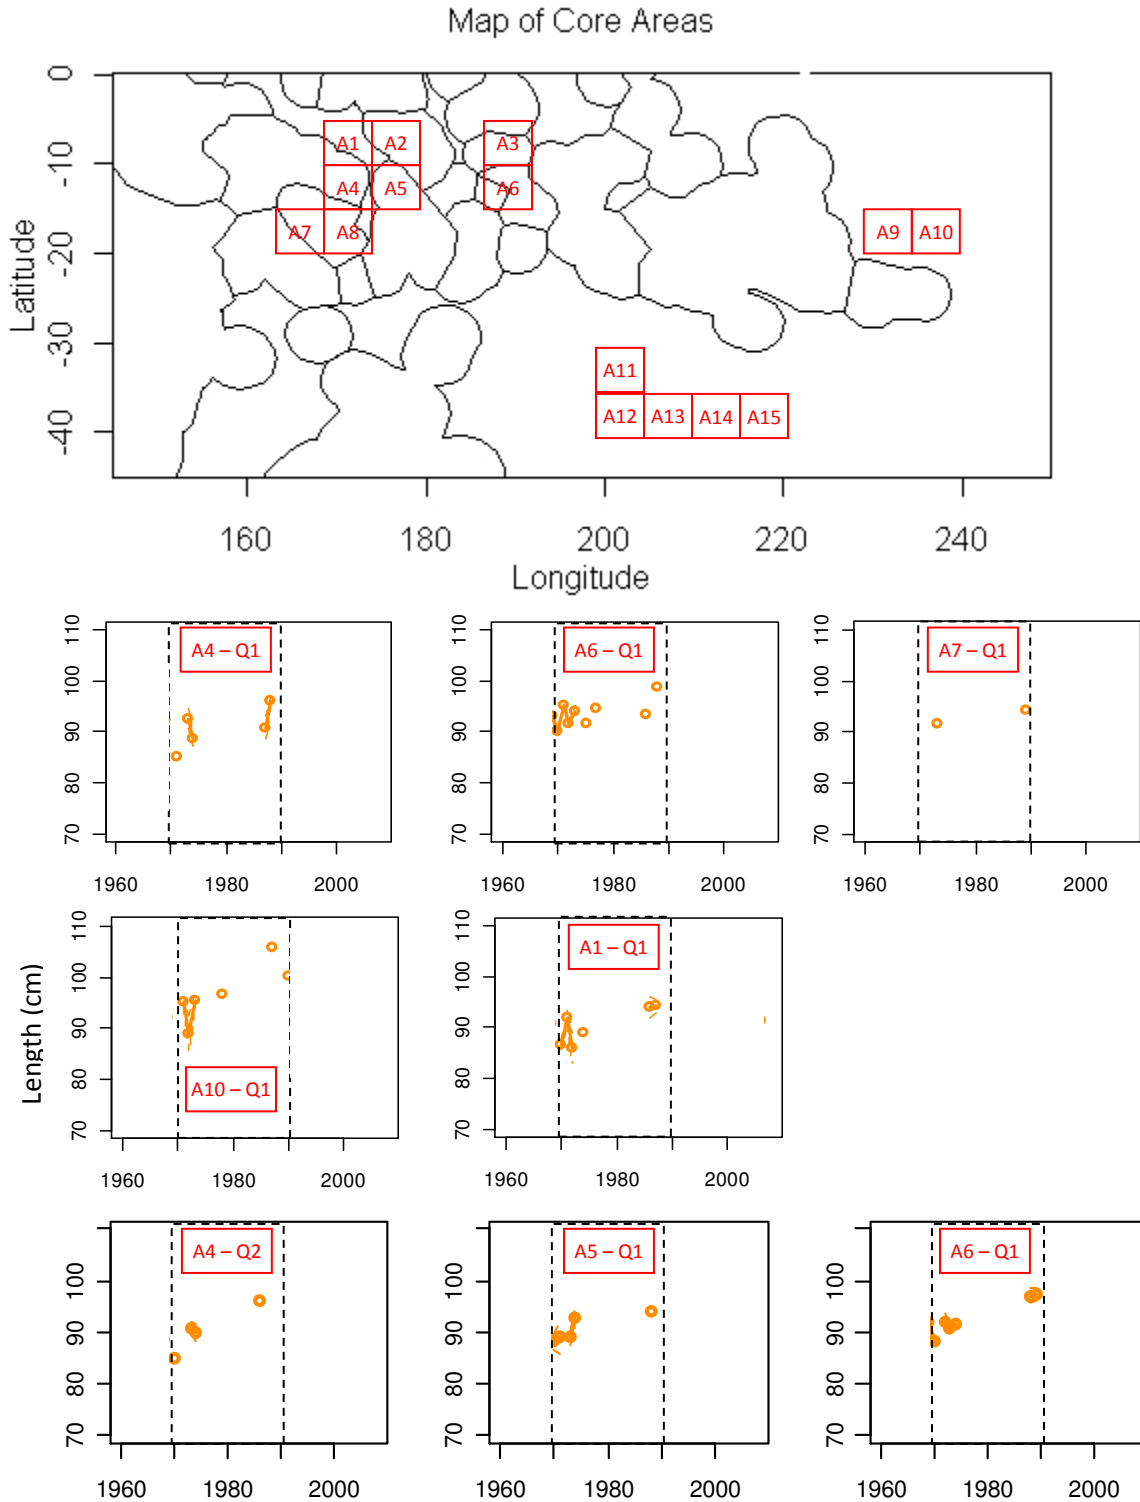 Map of Core Areas
0
-10
-20
-30
-40
Latitude
A1 A2 A3
A4 A5 A6
A7 A8 A9 A10
A11
A12 A13 A14 A15
160 180 200 220 240
Longitude
110
100
90
80
70
A4 – Q1
1960 1980 2000
110
100
90
80
70
A6 – Q1
1960 1980 2000
110
100
90
80
70
A7 – Q1
1960 1980 2000
Length (cm)
110
100
90
80
70
A10 – Q1
1960 1980 2000
110
100
90
80
70
A1 – Q1
1960 1980 2000
100
90
80
70
A4 – Q2
1960 1980 2000
100
90
80
70
A5 – Q1
1960 1980 2000
100
90
80
70
A6 – Q1
1960 1980 2000